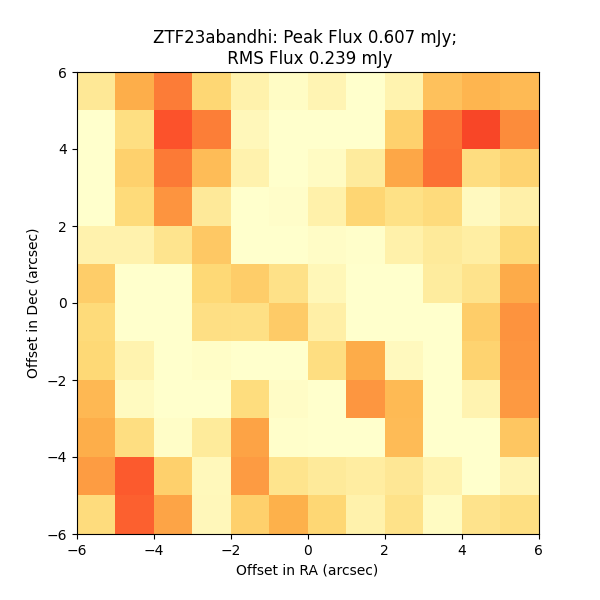 ZTF23abandhi: Peak Flux 0.607 mJy;
RMS Flux 0.239 mJy
6
4
2
0
−2
−4
−6
Offset in Dec (arcsec)
−6 −4 −2 0 2 4 6
Offset in RA (arcsec)